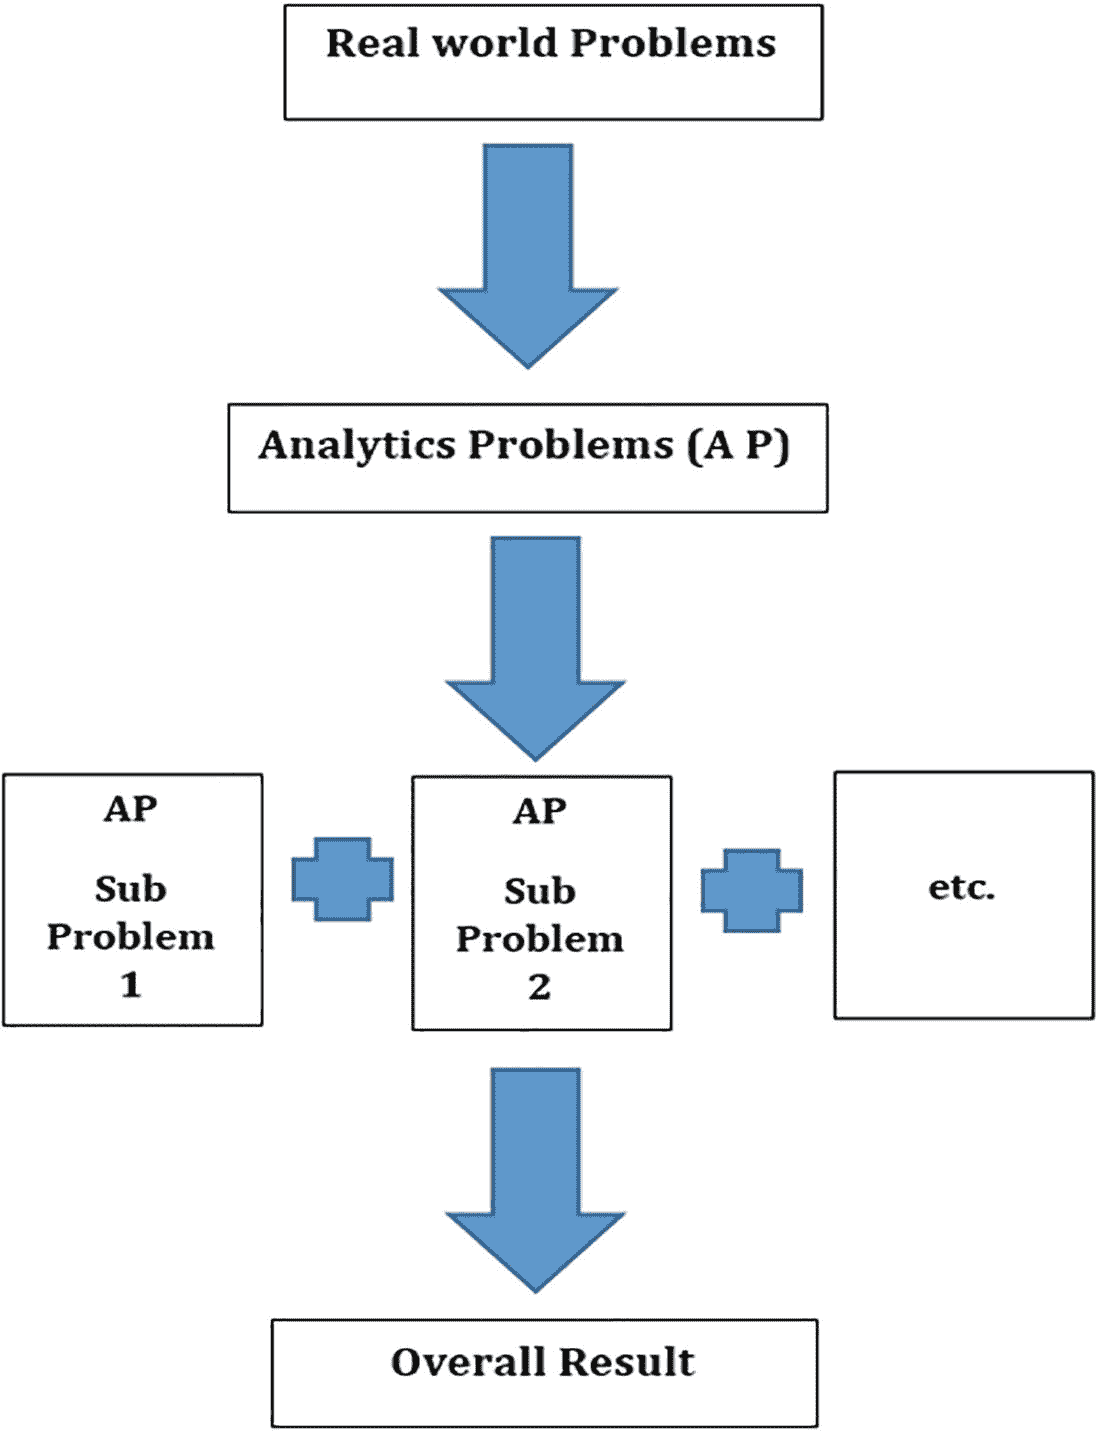 Real world Problems
Analytics Problems (A P)
AP
Sub
Problem
1
AP
Sub
Problem
2
etc.
Overall Result